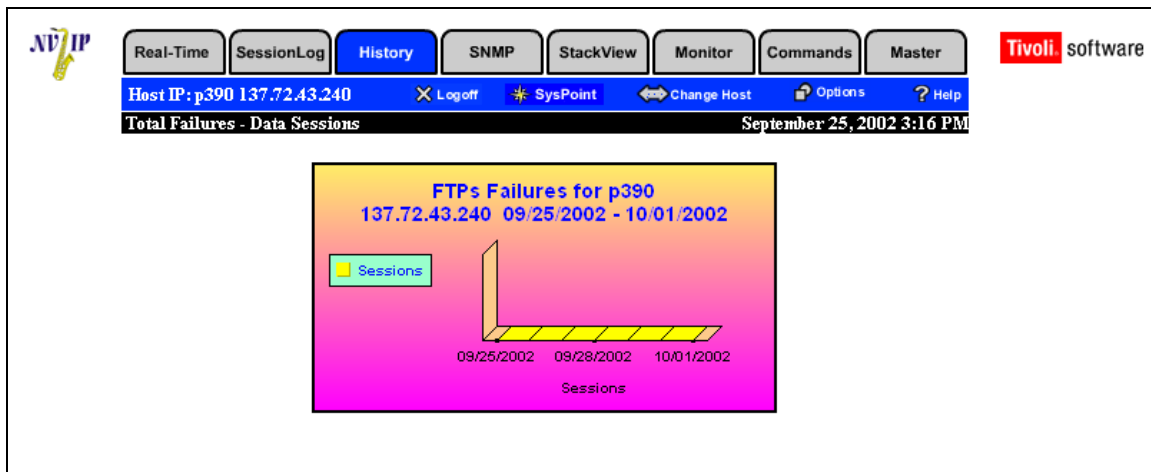 NV IP
Real-Time SessionLog History SNMP StackView Monitor Commands Master
Tivoli. software
Host IP: p390 137.72.43.240 Logoff SysPoint Change Host Options ? Help
Total Failures - Data Sessions September 25, 2002 3:16 PM
FTPs Failures for p390
137.72.43.240 09/25/2002 - 10/01/2002
Sessions
09/25/2002 09/28/2002 10/01/2002
Sessions